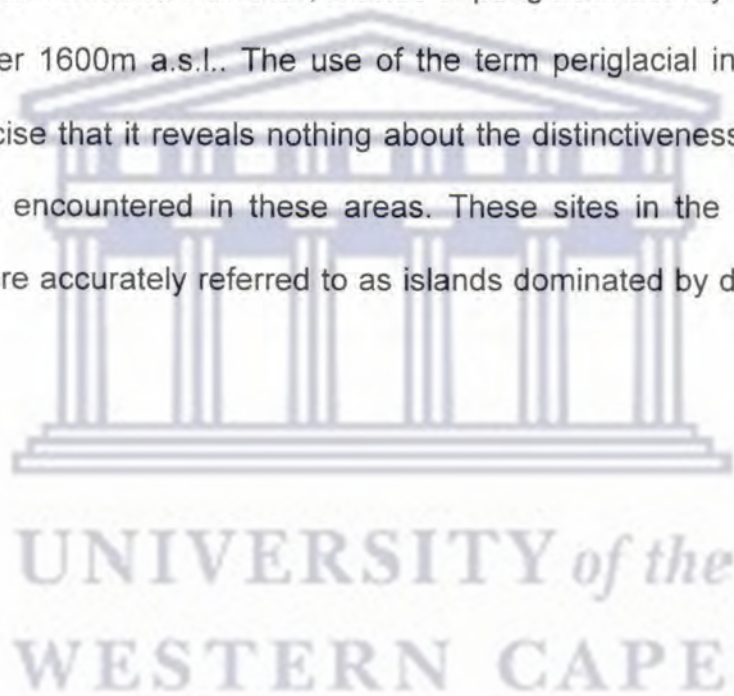 er 1600m a.s.l.. The use of the term periglacial in
cise that it reveals nothing about the distinctiveness
encountered in these areas. These sites in the
re accurately referred to as islands dominated by d
UNIVERSITY of the
WESTERN CAPE